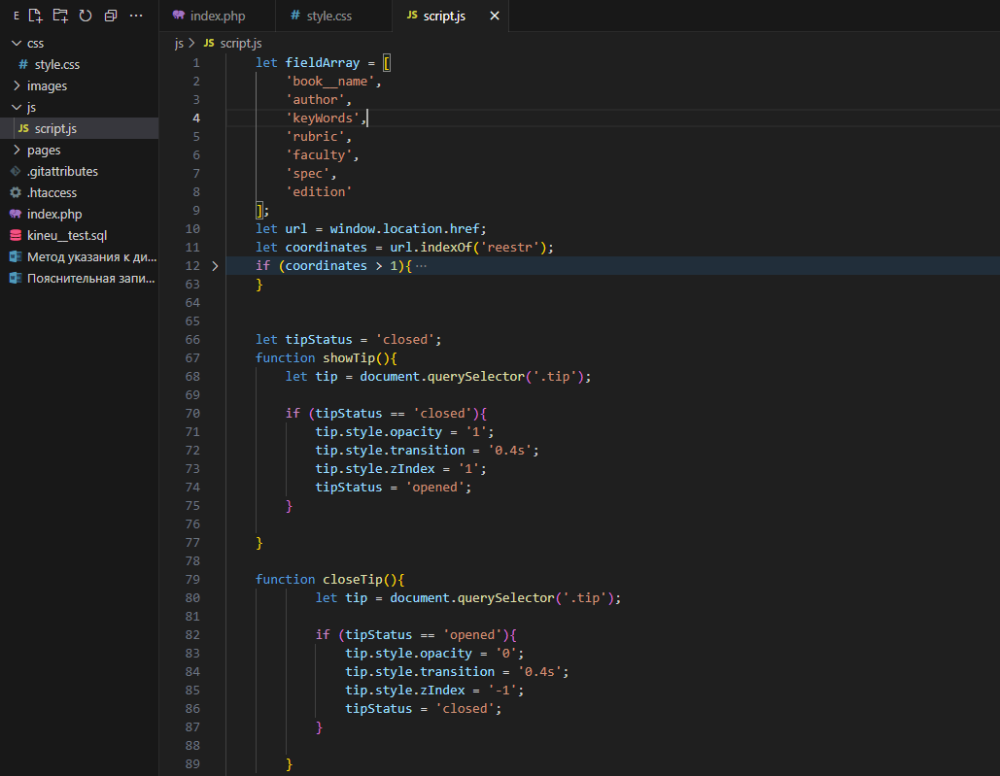 E
index.php
# style.css
JS script.js
css
# style.css
images
js
JS script.js
pages
.gitattributes
.htaccess
index.php
kineu__test.sql
Метод указания к ди...
Пояснительная запи...
js > JS script.js
1 let fieldArray = [
2 'book__name',
3 'author',
4 'keyWords',
5 'rubric',
6 'faculty',
7 'spec',
8 'edition'
9 ];
10 let url = window.location.href;
11 let coordinates = url.indexOf('reestr');
12 if (coordinates > 1){ ...
63 }
64
65
66 let tipStatus = 'closed';
67 function showTip(){
68 let tip = document.querySelector('.tip');
69
70 if (tipStatus == 'closed'){
71 tip.style.opacity = '1';
72 tip.style.transition = '0.4s';
73 tip.style.zIndex = '1';
74 tipStatus = 'opened';
75 }
76
77 }
78
79 function closeTip(){
80 let tip = document.querySelector('.tip');
81
82 if (tipStatus == 'opened'){
83 tip.style.opacity = '0';
84 tip.style.transition = '0.4s';
85 tip.style.zIndex = '-1';
86 tipStatus = 'closed';
87 }
88
89 }